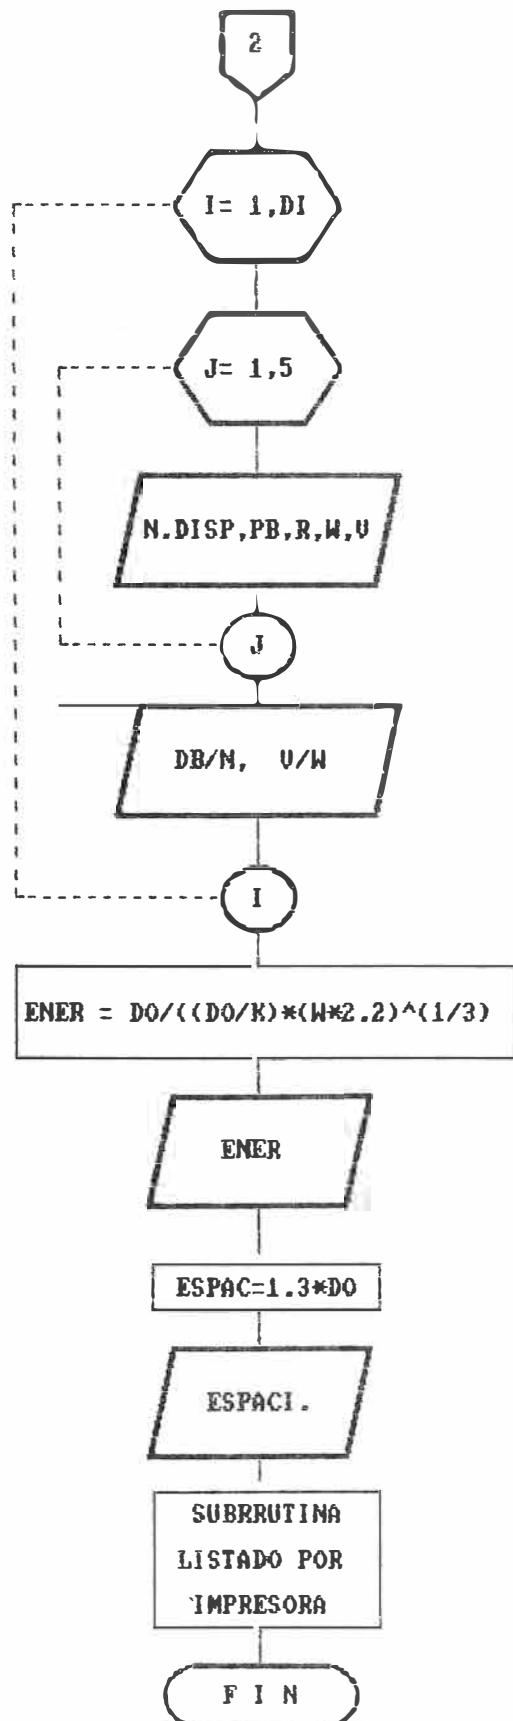 2
I= 1,DI
J= 1,5
N.DISP,PB,R,W,V
J
DB/N, V/W
I
ENER = DO/((DO/K)*(W*2.2)^(1/3)
ENER
ESPAC=1.3*DO
ESPACI.
SUBRRUTINA
LISTADO POR
IMPRESORA
F I N